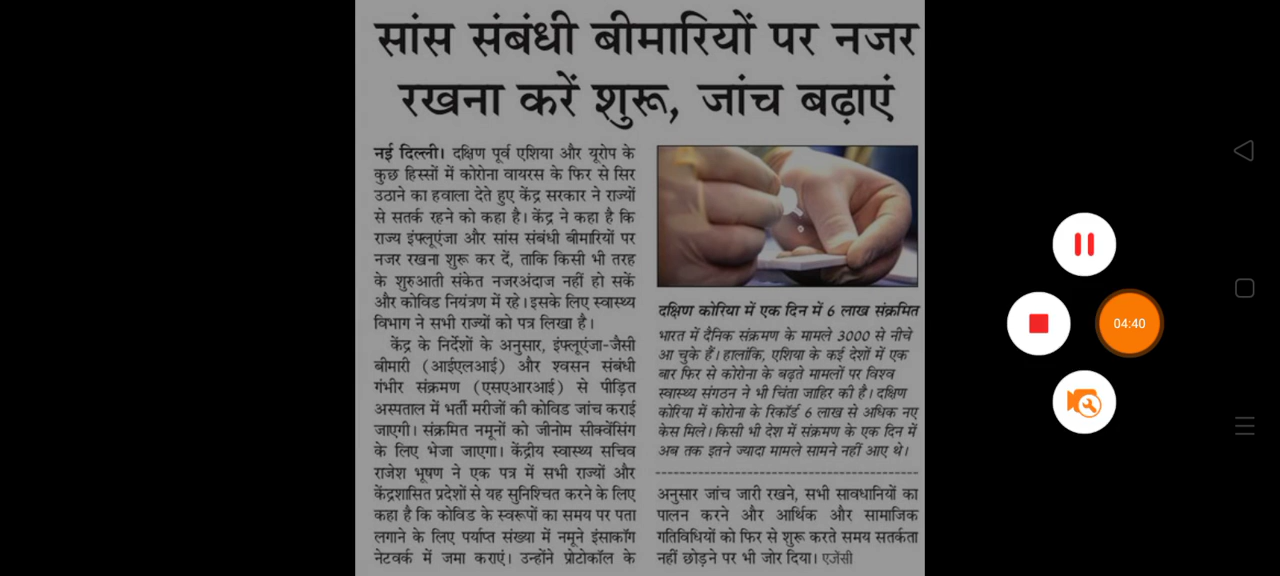 सांस संबंधी बीमारियों पर नजर
रखना करें शुरू, जांच बढ़ाएं
नई दिल्ली। दक्षिण पूर्व एशिया और यूरोप के
कुछ हिस्सों में कोरोना वायरस के फिर से सिर
उठाने का हवाला देते हुए केंद्र सरकार ने राज्यों
से सतर्क रहने को कहा है। केंद्र ने कहा है कि
राज्य इंफ्लूएंजा और सांस संबंधी बीमारियों पर
नजर रखना शुरू कर दें, ताकि किसी भी तरह
के शुरुआती संकेत नजरअंदाज नहीं हो सकें
और कोविड नियंत्रण में रहे। इसके लिए स्वास्थ्य
विभाग ने सभी राज्यों को पत्र लिखा है।
केंद्र के निर्देशों के अनुसार, इंफ्लूएंजा-जैसी
बीमारी (आईएलआई) और श्वसन संबंधी
गंभीर संक्रमण (एसएआरआई) से पीड़ित
अस्पताल में भर्ती मरीजों की कोविड जांच कराई
जाएगी। संक्रमित नमूनों को जीनोम सीक्वेंसिंग
के लिए भेजा जाएगा। केंद्रीय स्वास्थ्य सचिव
राजेश भूषण ने एक पत्र में सभी राज्यों और
केंद्रशासित प्रदेशों से यह सुनिश्चित करने के लिए
कहा है कि कोविड के स्वरूपों का समय पर पता
लगाने के लिए पर्याप्त संख्या में नमूने इंसाकॉग
नेटवर्क में जमा कराएं। उन्होंने प्रोटोकॉल के
दक्षिण कोरिया में एक दिन में 6 लाख संक्रमित
भारत में दैनिक संक्रमण के मामले 3000 से नीचे
आ चुके हैं। हालांकि, एशिया के कई देशों में एक
बार फिर से कोरोना के बढ़ते मामलों पर विश्व
स्वास्थ्य संगठन ने भी चिंता जाहिर की है। दक्षिण
कोरिया में कोरोना के रिकॉर्ड 6 लाख से अधिक नए
केस मिले। किसी भी देश में संक्रमण के एक दिन में
अब तक इतने ज्यादा मामले सामने नहीं आए थे।
अनुसार जांच जारी रखने, सभी सावधानियों का
पालन करने और आर्थिक और सामाजिक
गतिविधियों को फिर से शुरू करते समय सतर्कता
नहीं छोड़ने पर भी जोर दिया। एजेंसी
04:40